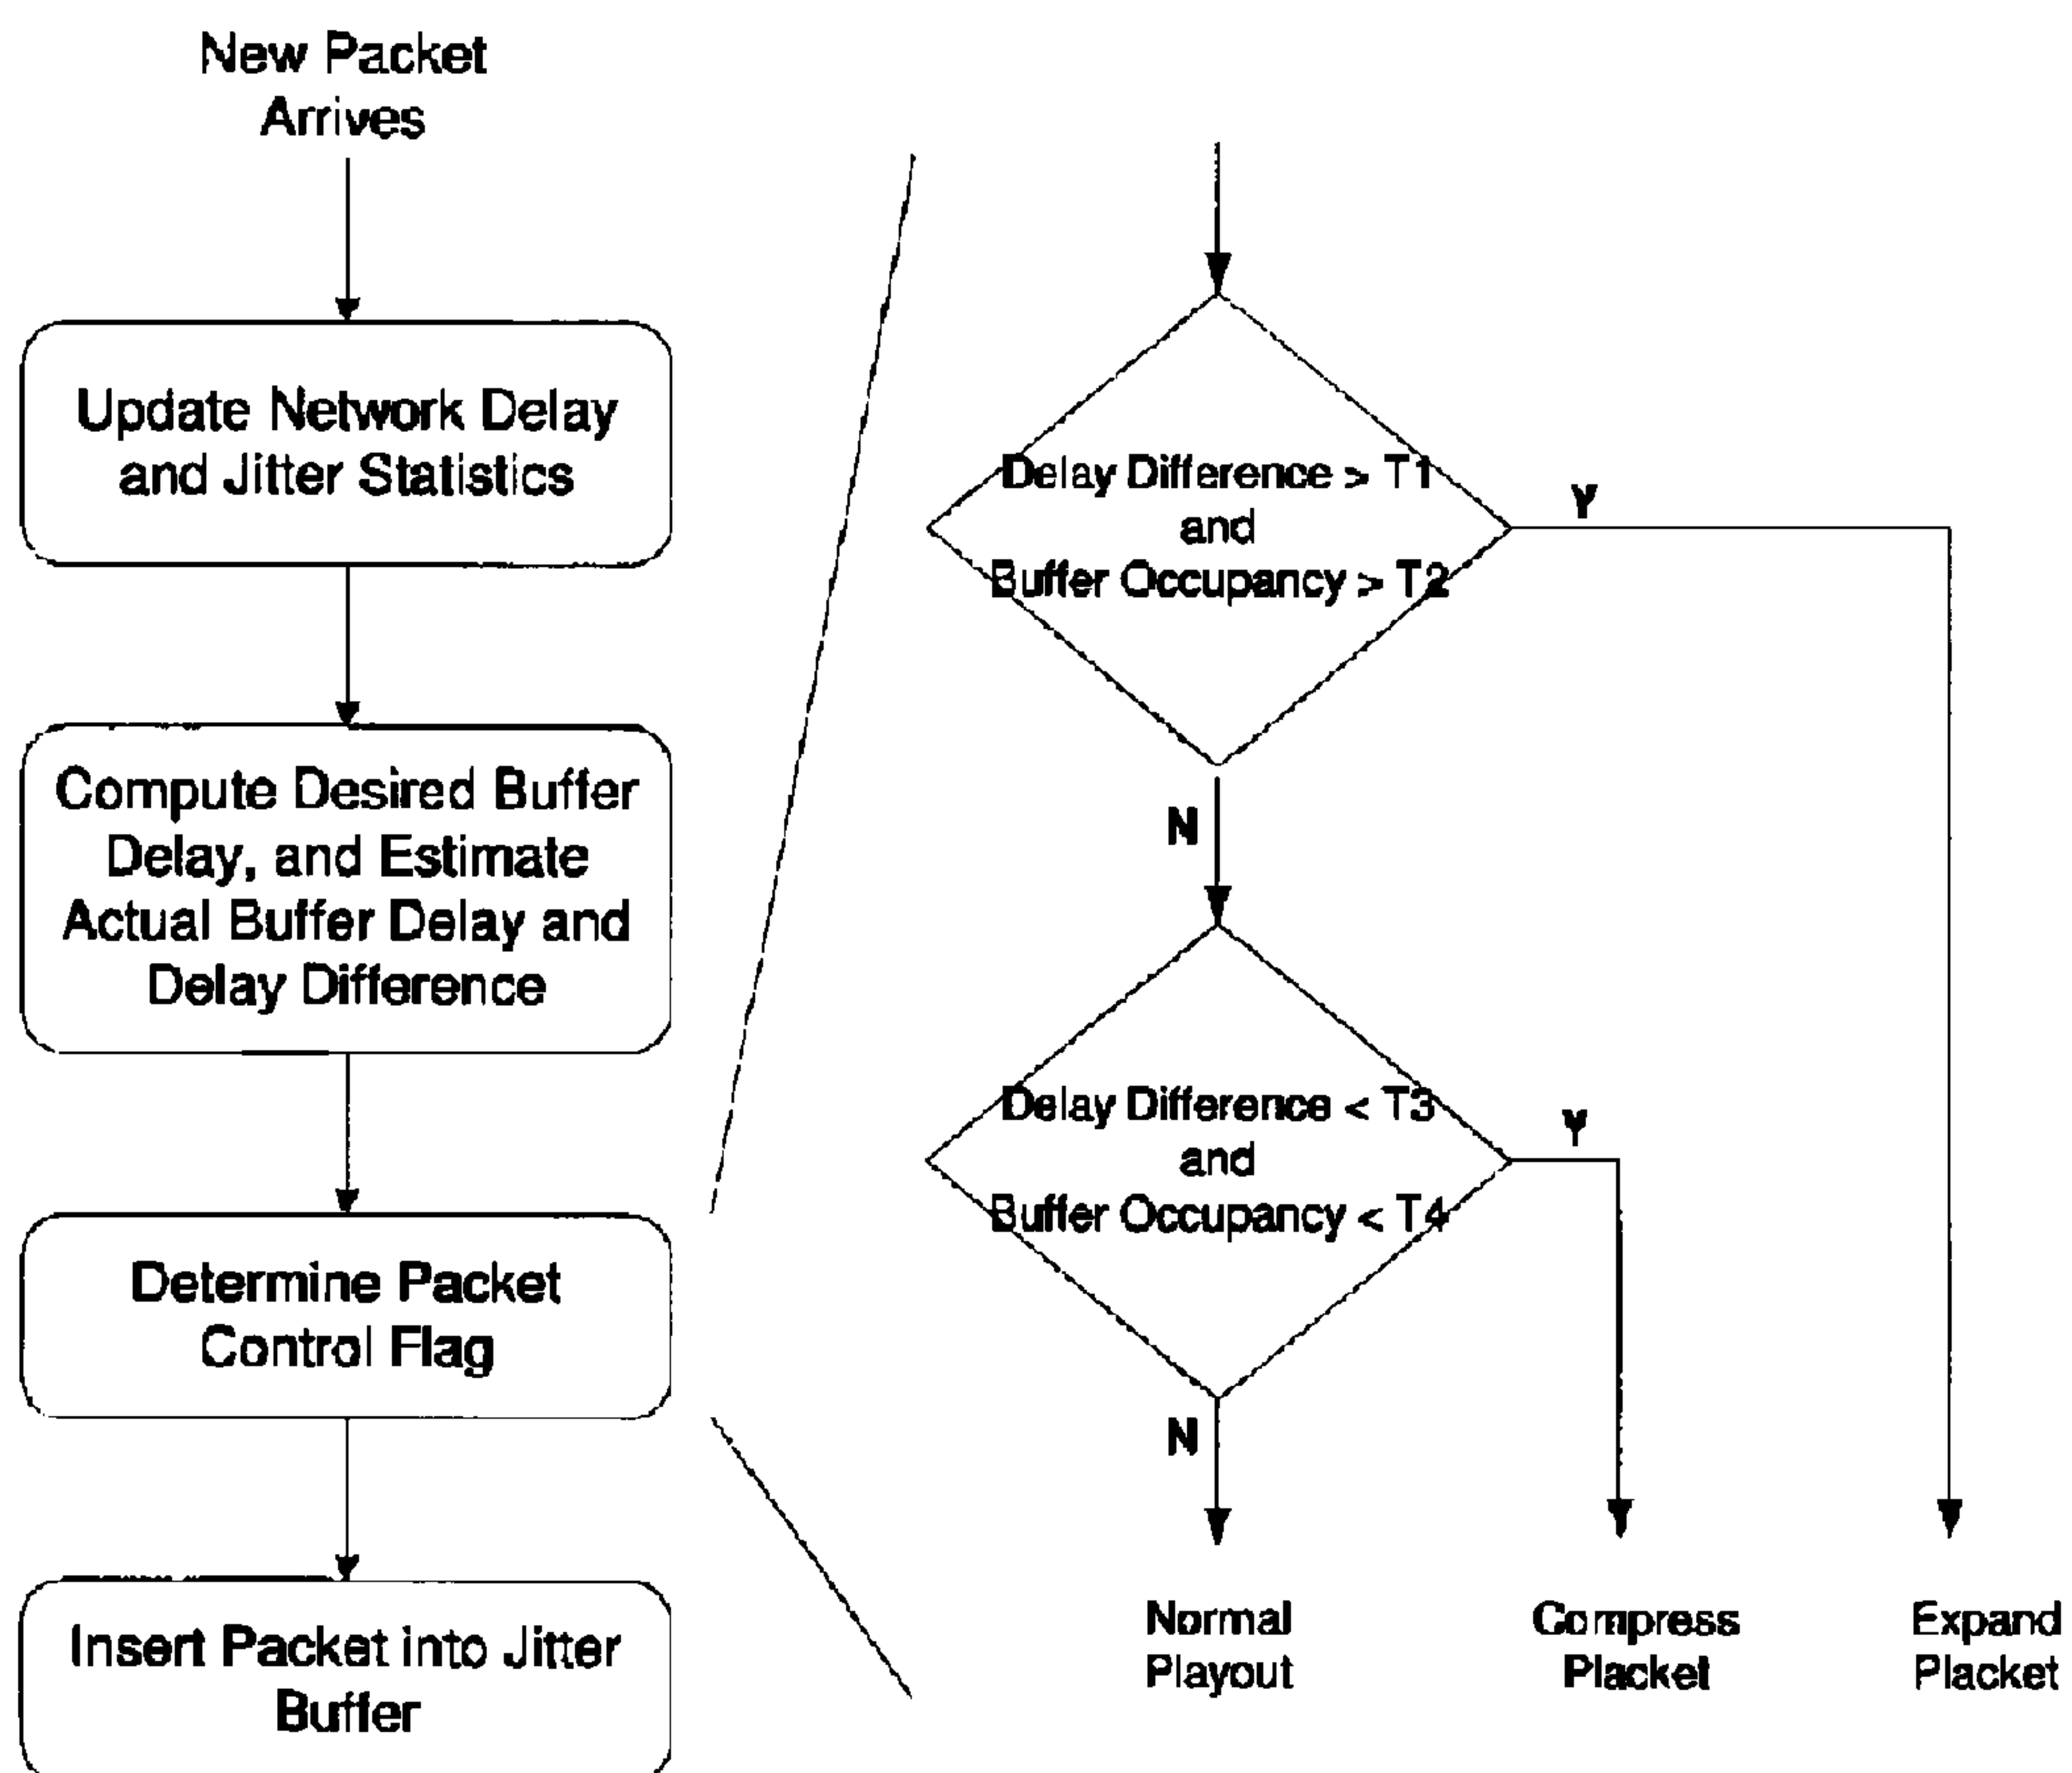 New Packet
Arrives
Update Network Delay
and Jitter Statistics
Compute Desired Buffer
Delay, and Estimate
Actual Buffer Delay and
Delay Difference
Determine Packet
Control Flag
Insert Packet into Jitter
Buffer
Delay Difference > T1
and
Buffer Occupancy > T2
Y
N
Delay Difference < T3
and
Buffer Occupancy < T4
Y
N
Normal
Playout
Compress
Placket
Expand
Placket